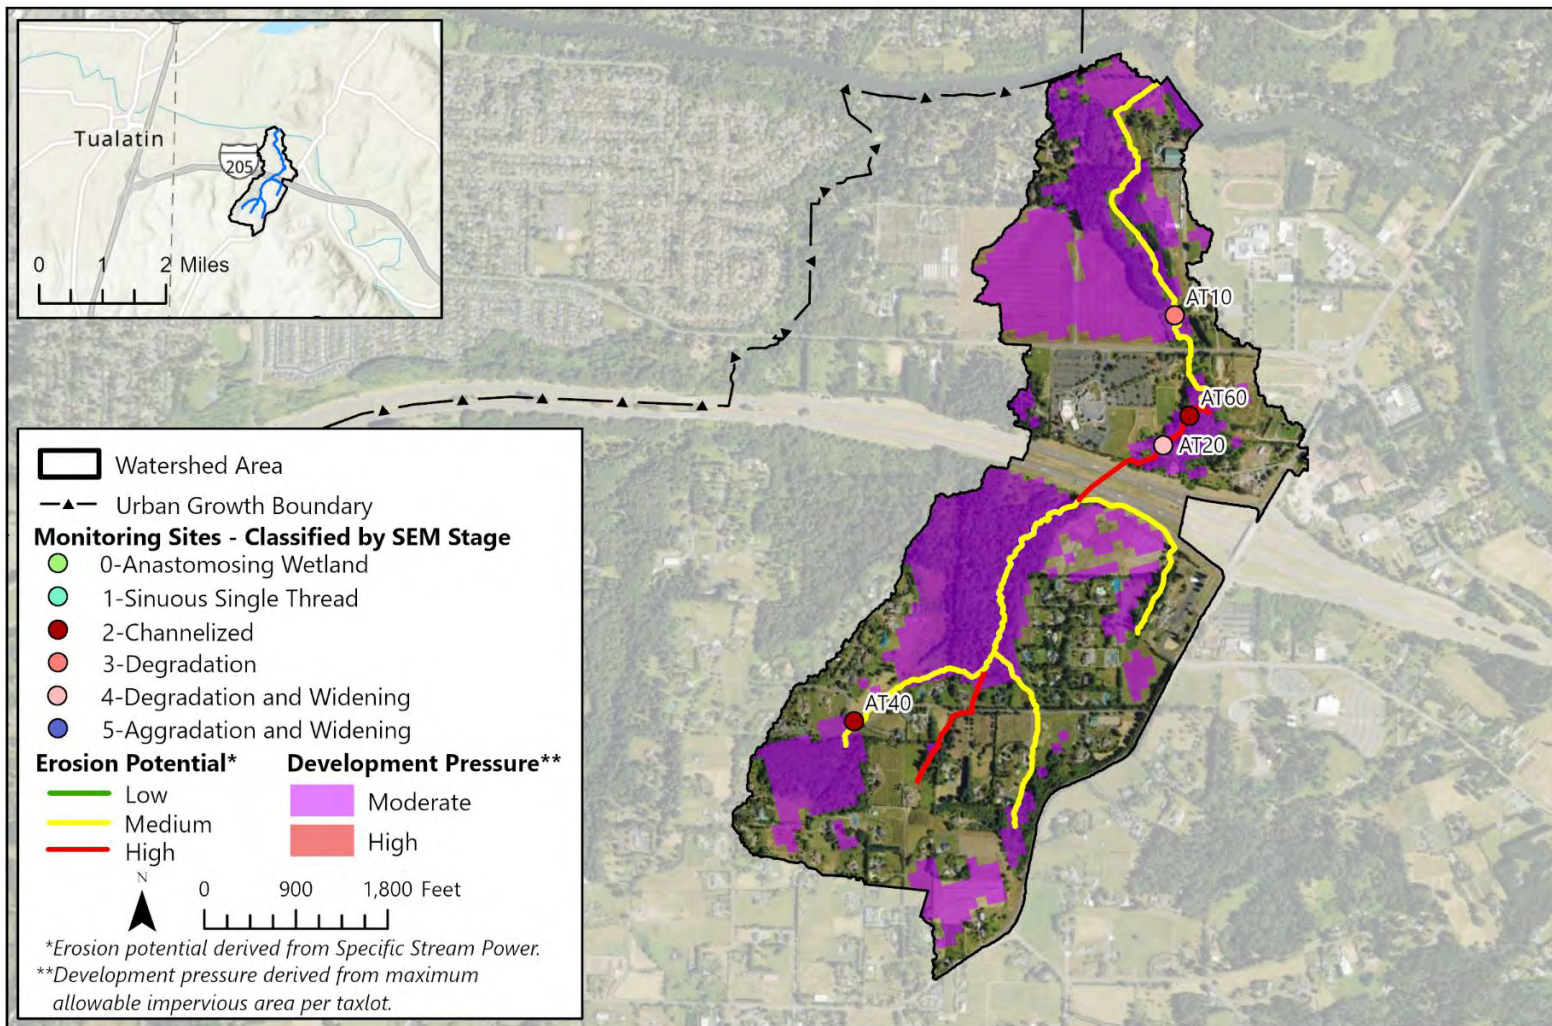 Tualatin
205
0 1 2 Miles
AT10
AT60
AT20
AT40
Watershed Area
Urban Growth Boundary
Monitoring Sites - Classified by SEM Stage
0-Anastomosing Wetland
1-Sinuous Single Thread
2-Channelized
3-Degradation
4-Degradation and Widening
5-Aggradation and Widening
Erosion Potential* Development Pressure**
Low
Medium
High
Moderate
High
N
0 900 1,800 Feet
*Erosion potential derived from Specific Stream Power.
**Development pressure derived from maximum
allowable impervious area per taxlot.